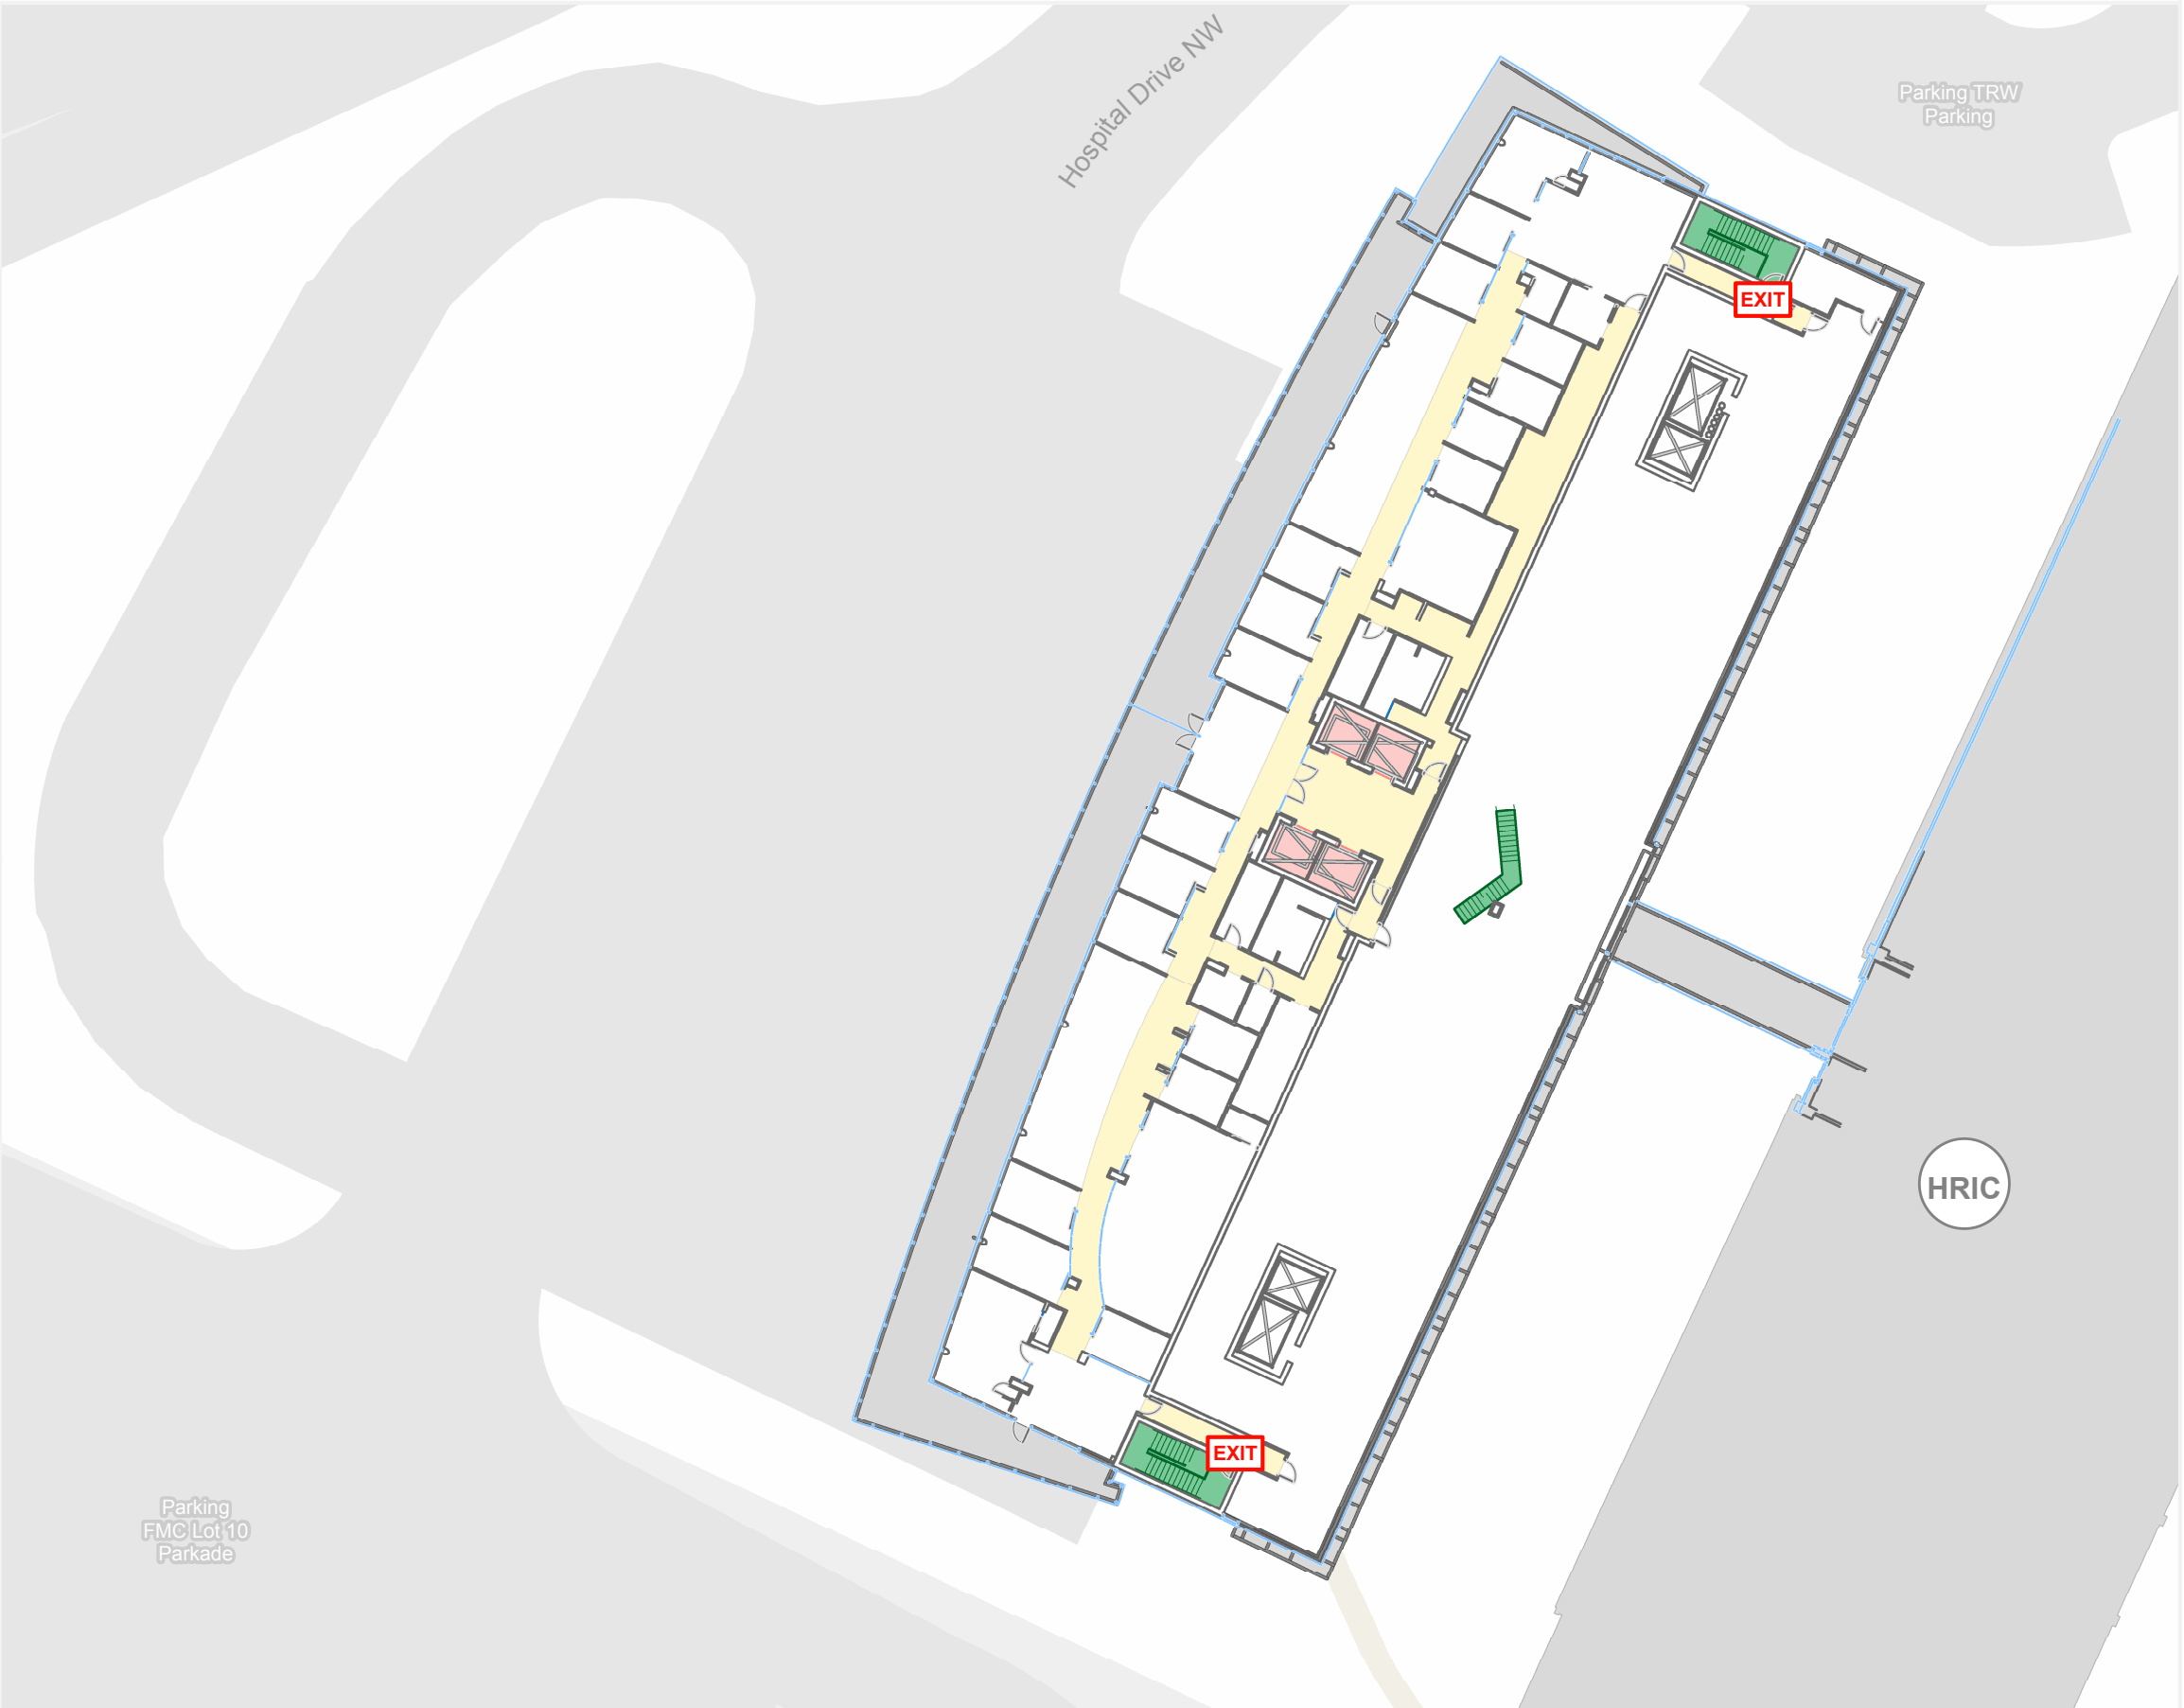 Hospital Drive NW
Parking TRW
Parking
EXIT
HRIC
EXIT
Parking
FMC Lot 10
Parkade